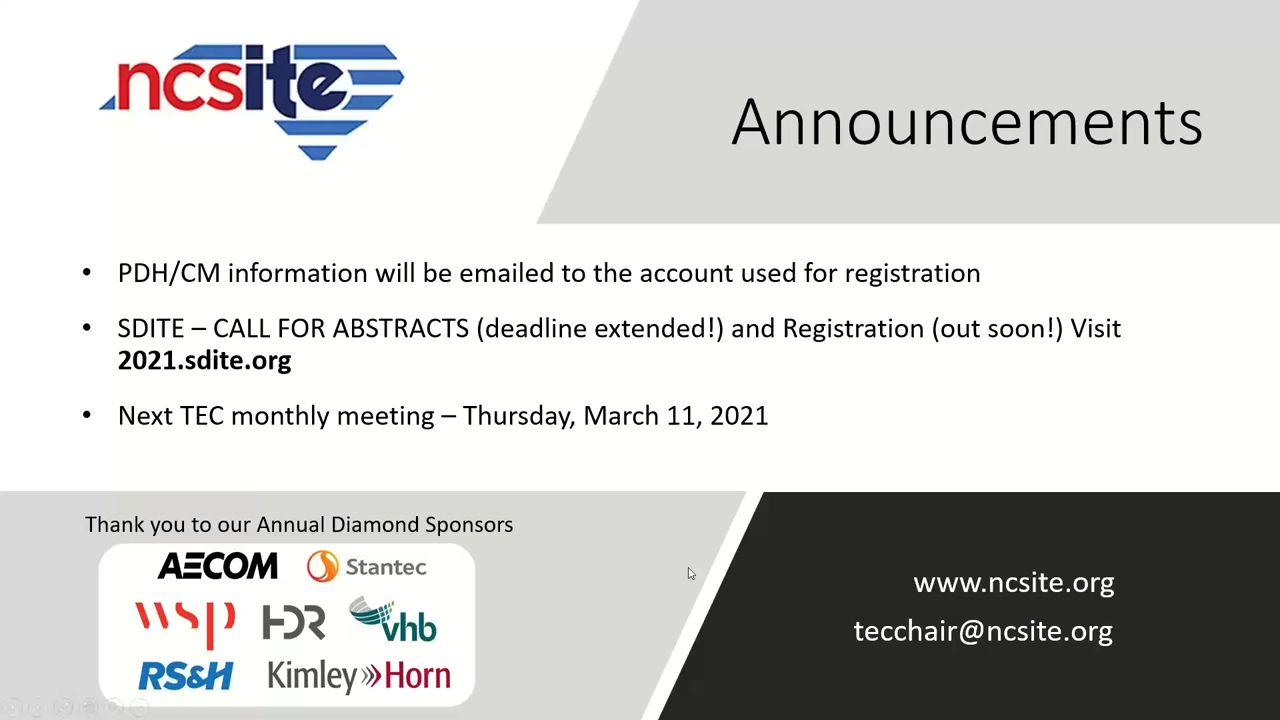 ncsite
Announcements
• PDH/CM information will be emailed to the account used for registration
• SDITE – CALL FOR ABSTRACTS (deadline extended!) and Registration (out soon!) Visit
2021.sdite.org
• Next TEC monthly meeting – Thursday, March 11, 2021
Thank you to our Annual Diamond Sponsors
AECOM Stantec
wsp HDR vhb
RS&H Kimley»Horn
www.ncsite.org
tecchair@ncsite.org